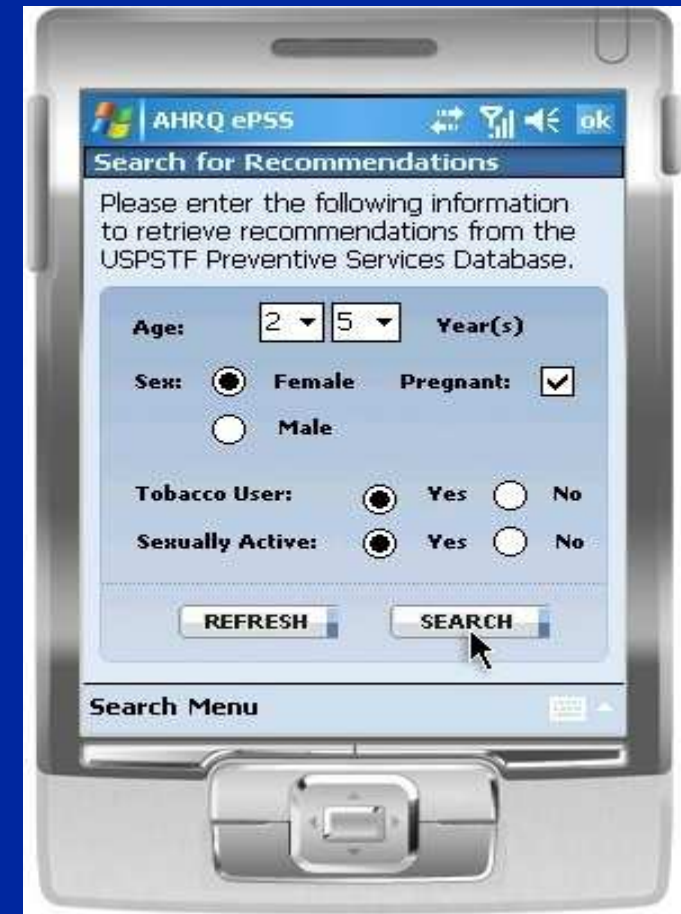 AHRQ ePSS ok
Search for Recommendations
Please enter the following information
to retrieve recommendations from the
USPSTF Preventive Services Database.
Age: 2 5 Year(s)
Sex: Female Pregnant:
Male
Tobacco User: Yes No
Sexually Active: Yes No
REFRESH SEARCH
Search Menu